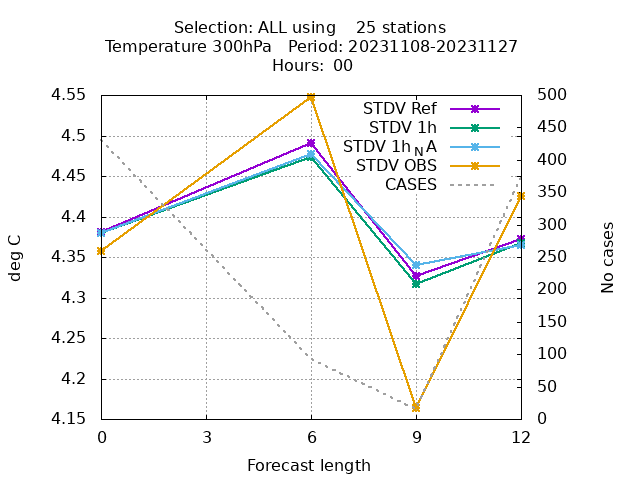 Selection: ALL using    25 stations
Temperature 300hPa   Period: 20231108-20231127
Hours:  00
4.55
4.5
4.45
4.4
4.35
4.3
4.25
4.2
4.15
deg C
STDV Ref
STDV 1h
STDV 1h_N A
STDV OBS
CASES
500
450
400
350
300
250
200
150
100
50
0
No cases
0 3 6 9 12
Forecast length